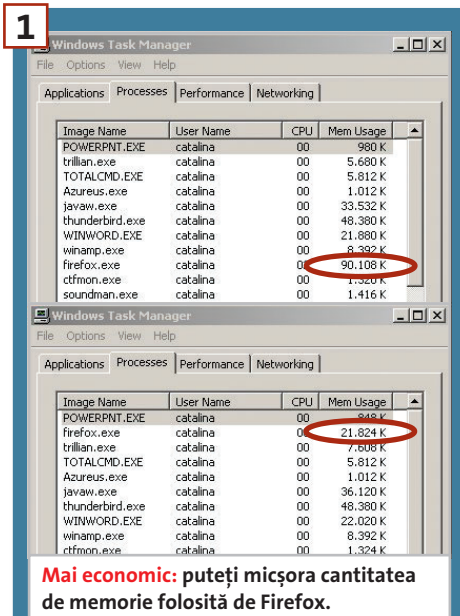 1
Windows Task Manager
File Options View Help
Applications Processes Performance Networking
Image Name User Name CPU Mem Usage
POWERPNT.EXE catalina 00 980 K
trillian.exe catalina 00 5.680 K
TOTALCMD.EXE catalina 00 5.812 K
Azureus.exe catalina 00 1.012 K
javaw.exe catalina 00 33.532 K
thunderbird.exe catalina 00 48.380 K
WINWORD.EXE catalina 00 21.880 K
winamp.exe catalina 00 8.392 K
firefox.exe catalina 90.108 K
ctfmon.exe catalina 00 1.320 K
soundman.exe catalina 00 1.416 K
Windows Task Manager
File Options View Help
Applications Processes Performance Networking
Image Name User Name CPU Mem Usage
POWERPNT.EXE catalina 00 848 K
firefox.exe catalina 21.824 K
trillian.exe catalina 00 7.608 K
TOTALCMD.EXE catalina 00 5.812 K
Azureus.exe catalina 00 1.012 K
javaw.exe catalina 00 36.120 K
thunderbird.exe catalina 00 48.380 K
WINWORD.EXE catalina 00 22.020 K
winamp.exe catalina 00 8.392 K
ctfmon.exe catalina 00 1.324 K
Mai economic: puteți micșora cantitatea
de memorie folosită de Firefox.